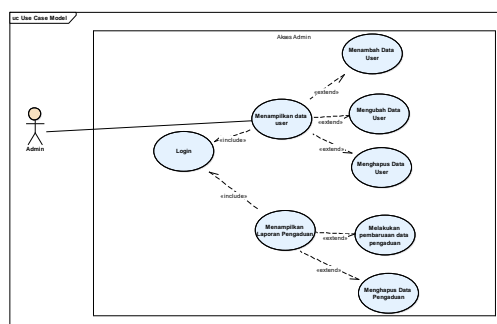 uc Use Case Model
Akses Admin
Menambah Data
User
«extend»
Menampilkan data
user
«extend»
Mengubah Data
User
Admin
«include»
«extend»
Login
Menghapus Data
User
«include»
Menampilkan
Laporan Pengaduan
«extend»
Melakukan
pembaruaan data
pengaduan
«extend»
Menghapus Data
Pengaduan